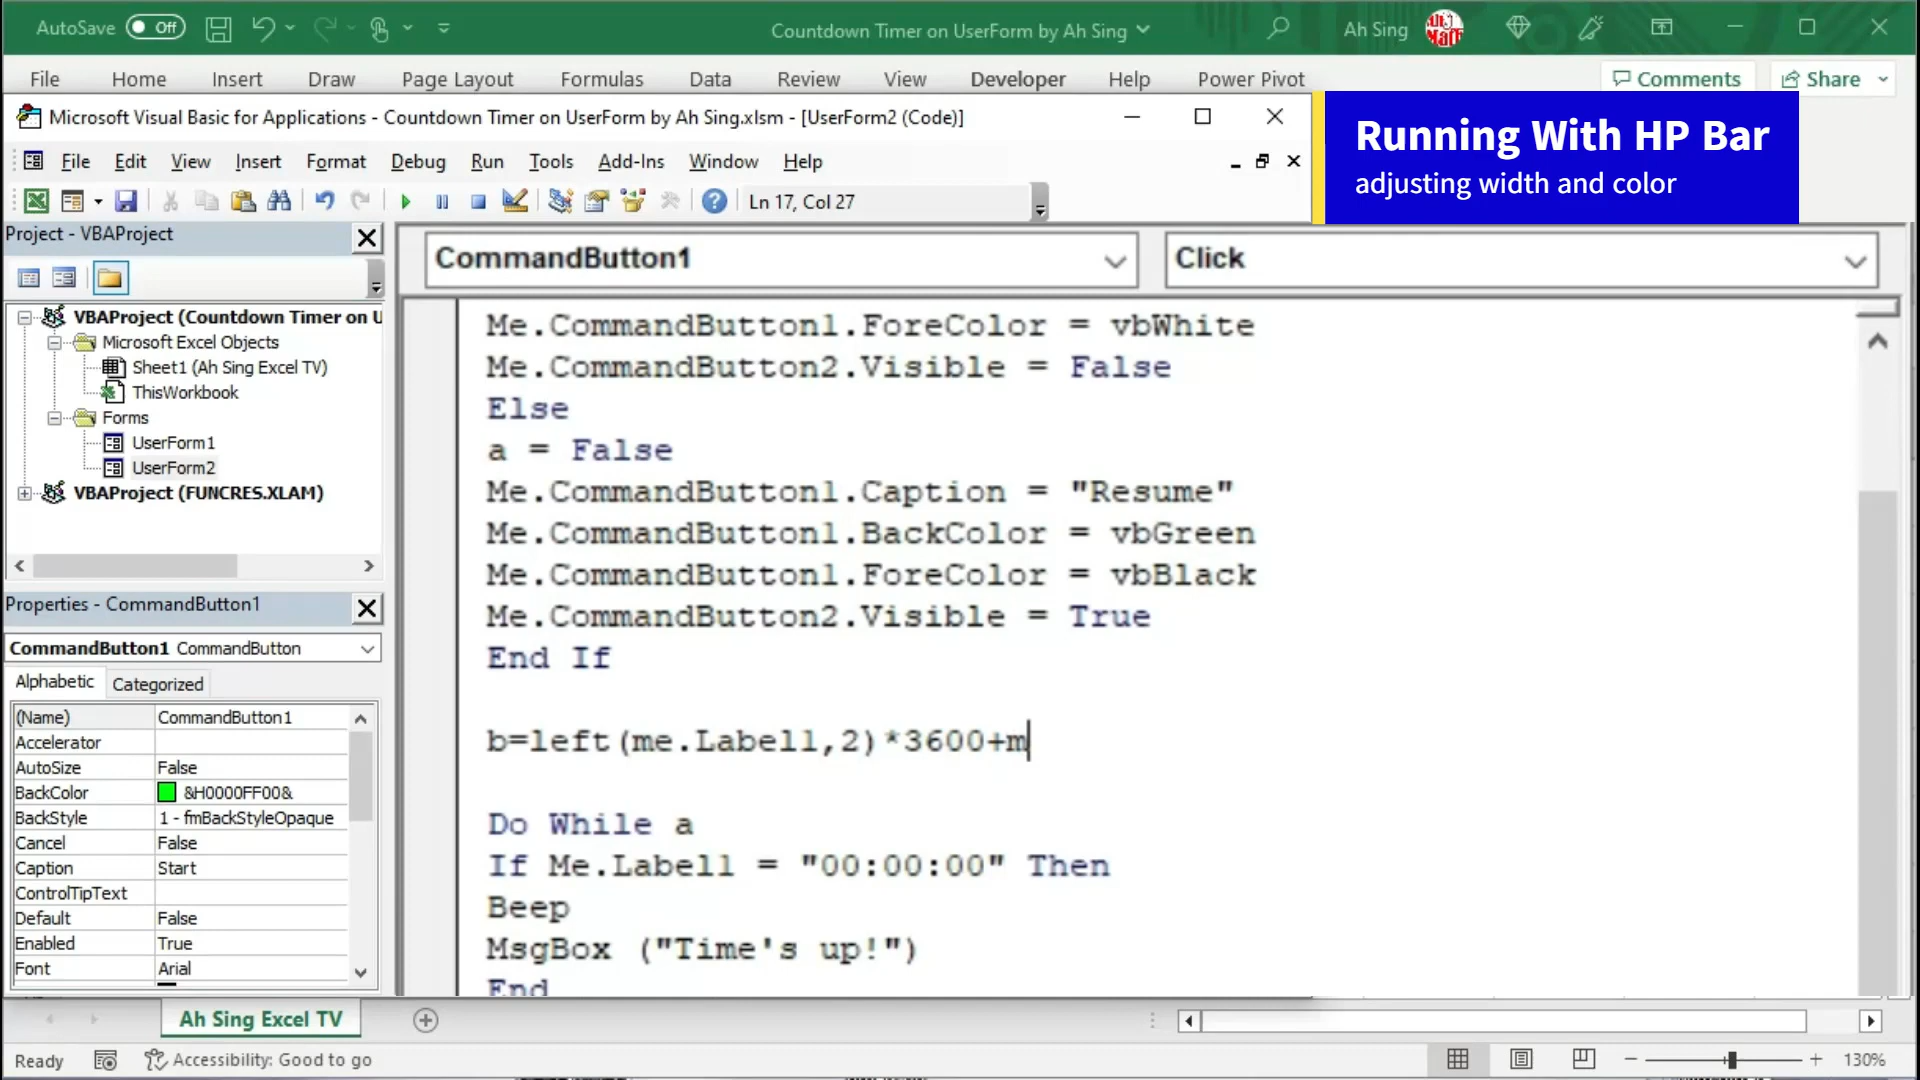 AutoSave Off
Countdown Timer on UserForm by Ah Sing
Ah Sing
File Home Insert Draw Page Layout Formulas Data Review View Developer Help Power Pivot
Comments Share
Microsoft Visual Basic for Applications - Countdown Timer on UserForm by Ah Sing.xlsm - [UserForm2 (Code)]
Running With HP Bar
adjusting width and color
File Edit View Insert Format Debug Run Tools Add-Ins Window Help
Ln 17, Col 27
Project - VBAProject
VBAProject (Countdown Timer on U
Microsoft Excel Objects
Sheet1 (Ah Sing Excel TV)
ThisWorkbook
Forms
UserForm1
UserForm2
VBAProject (FUNCRES.XLAM)
Properties - CommandButton1
CommandButton1 CommandButton
Alphabetic Categorized
(Name) CommandButton1
Accelerator
AutoSize False
BackColor &H0000FF00&
BackStyle 1 - fmBackStyleOpaque
Cancel False
Caption Start
ControlTipText
Default False
Enabled True
Font Arial
CommandButton1 Click
Me.CommandButton1.ForeColor = vbWhite
Me.CommandButton2.Visible = False
Else
a = False
Me.CommandButton1.Caption = "Resume"
Me.CommandButton1.BackColor = vbGreen
Me.CommandButton1.ForeColor = vbBlack
Me.CommandButton2.Visible = True
End If
b=left(me.Label1,2)*3600+m
Do While a
If Me.Label1 = "00:00:00" Then
Beep
MsgBox ("Time's up!")
End
Ah Sing Excel TV
Ready Accessibility: Good to go 130%